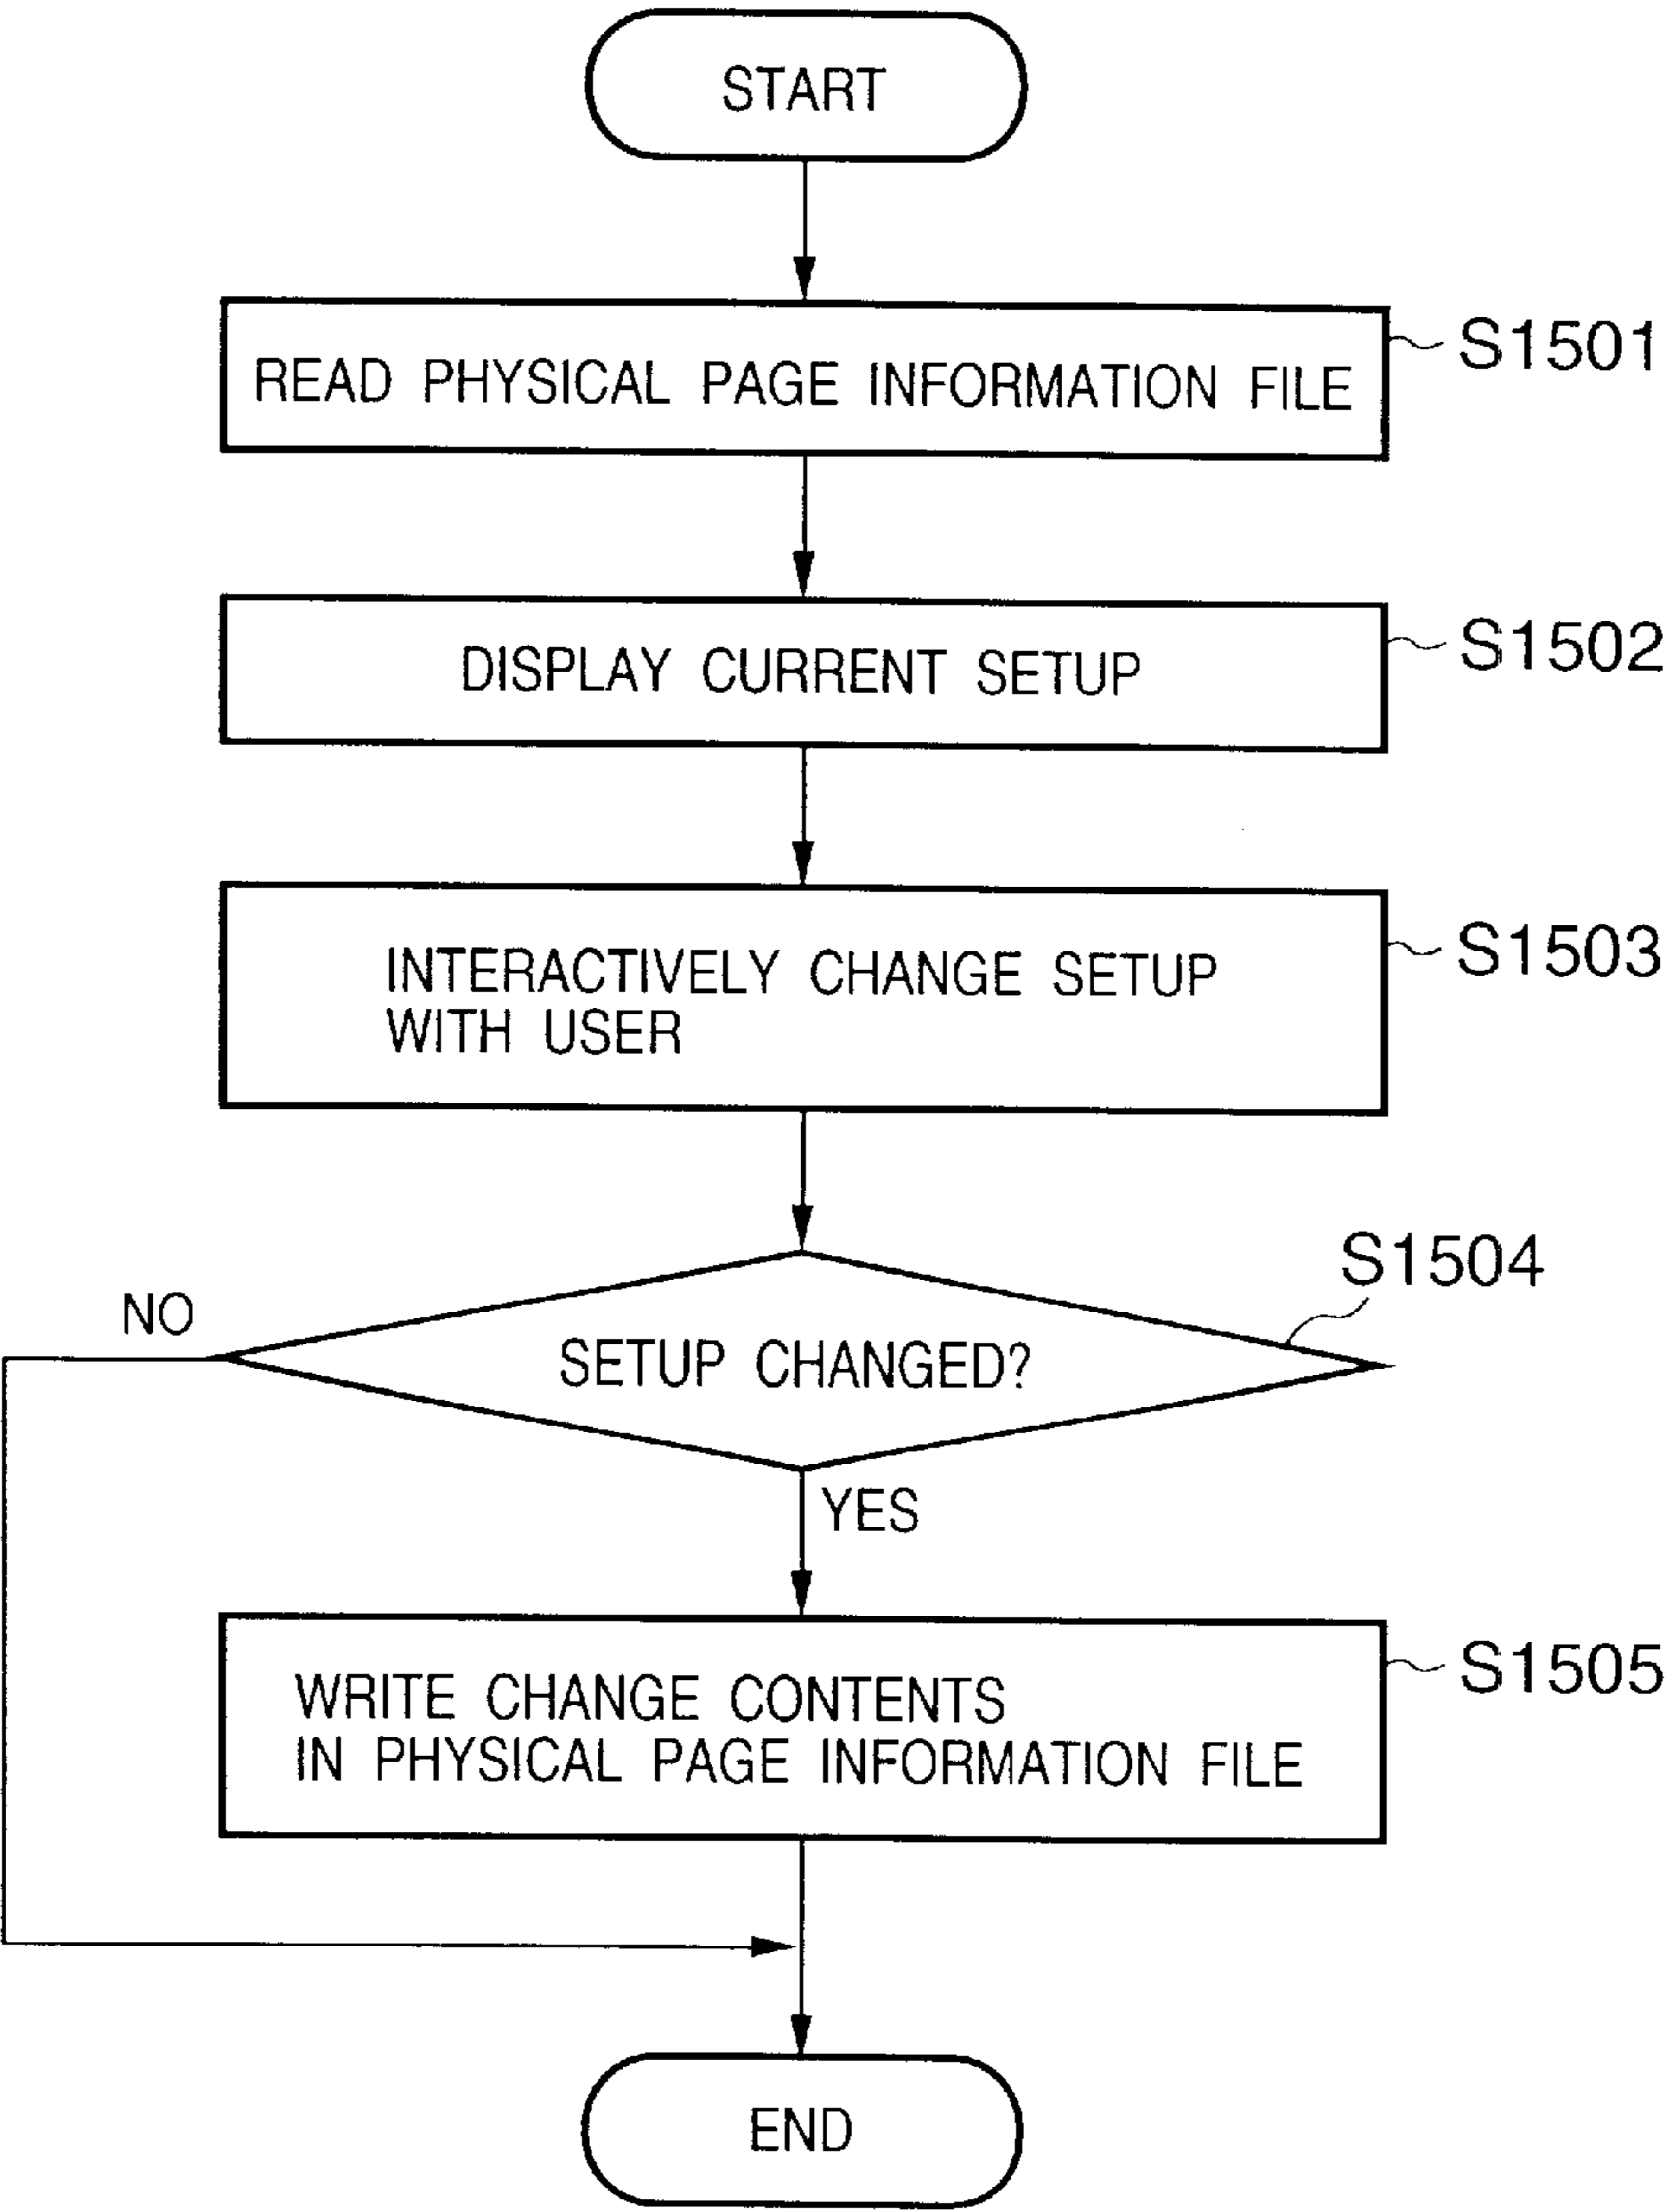 START
READ PHYSICAL PAGE INFORMATION FILE
S1501
DISPLAY CURRENT SETUP
S1502
INTERACTIVELY CHANGE SETUP
WITH USER
S1503
S1504
NO
SETUP CHANGED?
YES
WRITE CHANGE CONTENTS
IN PHYSICAL PAGE INFORMATION FILE
S1505
END